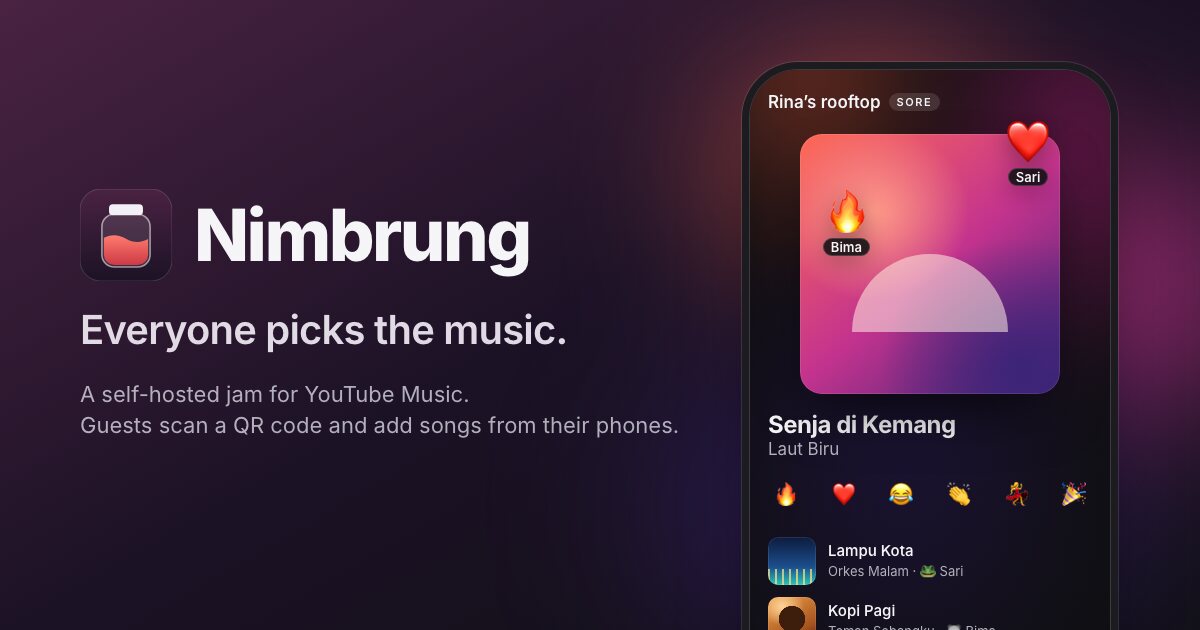 Nimbrung
Everyone picks the music.
A self-hosted jam for YouTube Music.
Guests scan a QR code and add songs from their phones.
Rina’s rooftop SORE
Sari
Bima
Senja di Kemang
Laut Biru
Lampu Kota
Orkes Malam · 🐸 Sari
Kopi Pagi